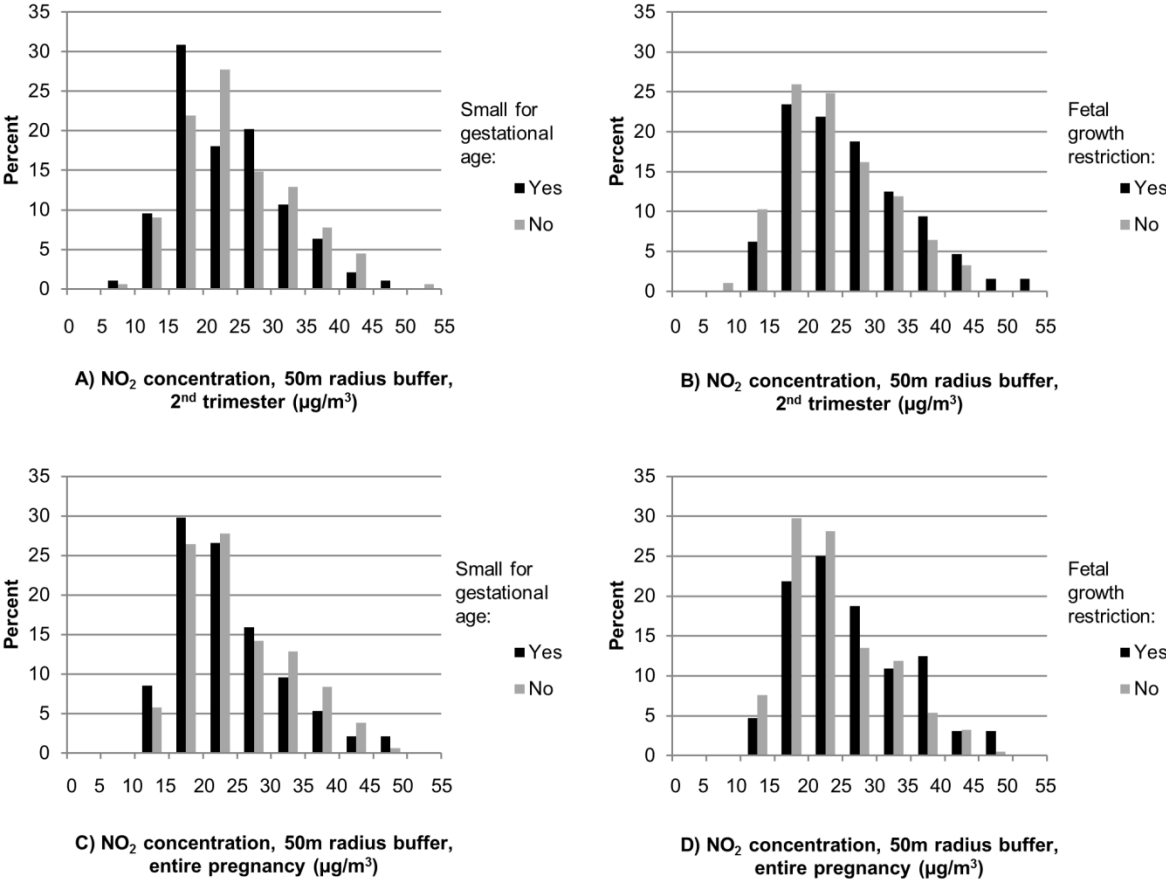 35
30
25
20
15
10
5
0
Percent
0 5 10 15 20 25 30 35 40 45 55
Small for
gestational
age:
Yes
No
A) NO₂ concentration, 50m radius buffer,
2ⁿᵈ trimester (µg/m³)
35
30
25
20
15
10
5
0
Percent
0 5 10 15 20 25 30 35 40 45 55
Fetal
growth
restriction:
Yes
No
B) NO₂ concentration, 50m radius buffer,
2ⁿᵈ trimester (µg/m³)
35
30
25
20
15
10
5
0
Percent
0 5 10 15 20 25 30 35 40 45 55
Small for
gestational
age:
Yes
No
C) NO₂ concentration, 50m radius buffer,
entire pregnancy (µg/m³)
35
30
25
20
15
10
5
0
Percent
0 5 10 15 20 25 30 35 40 45 50 55
Fetal
growth
restriction:
Yes
No
D) NO₂ concentration, 50m radius buffer,
entire pregnancy (µg/m³)